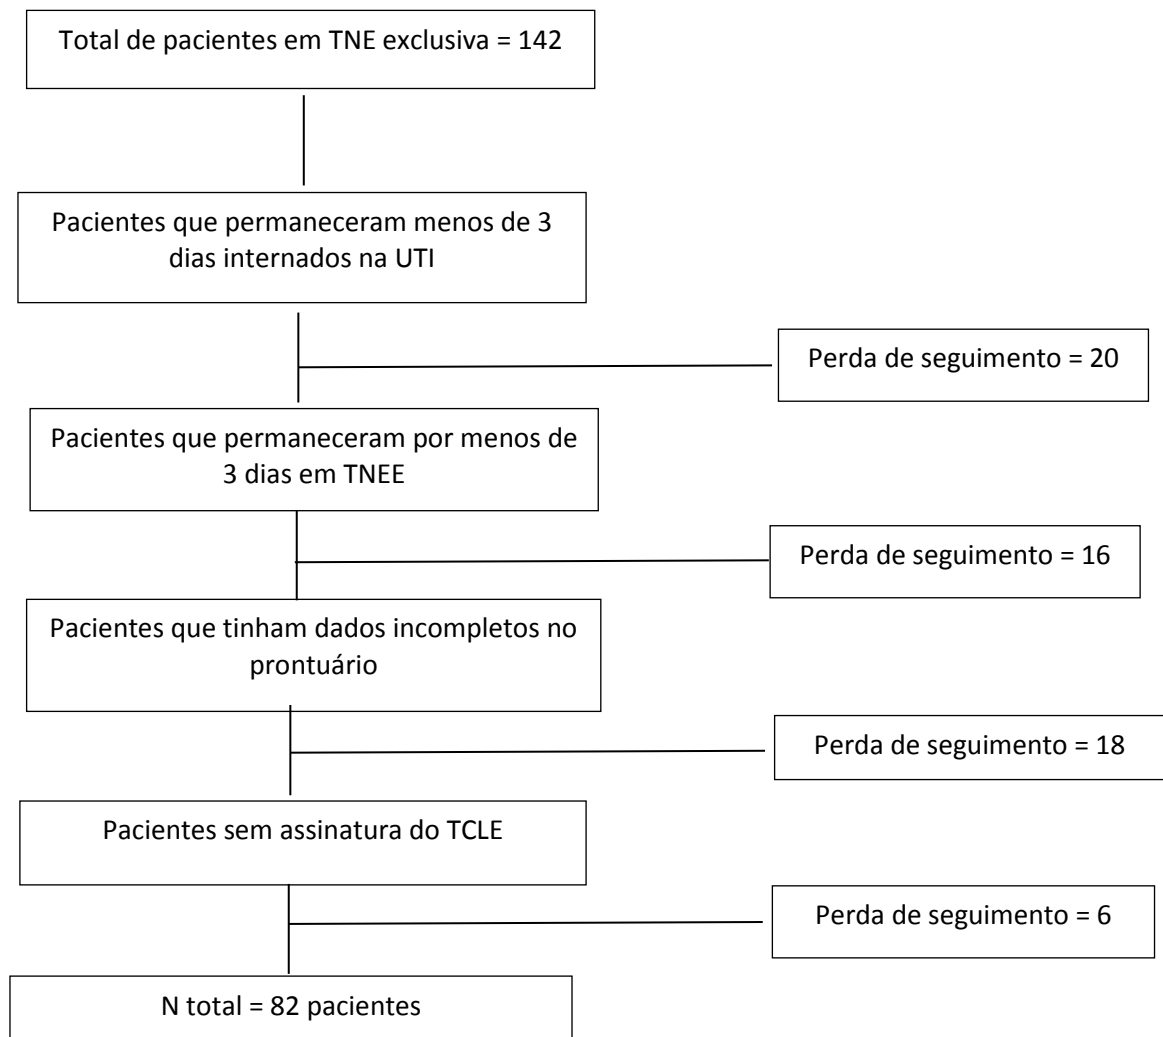 Total de pacientes em TNE exclusiva = 142
Pacientes que permaneceram menos de 3
dias internados na UTI
Perda de seguimento = 20
Pacientes que permaneceram por menos de
3 dias em TNEE
Perda de seguimento = 16
Pacientes que tinham dados incompletos no
prontuário
Perda de seguimento = 18
Pacientes sem assinatura do TCLE
Perda de seguimento = 6
N total = 82 pacientes